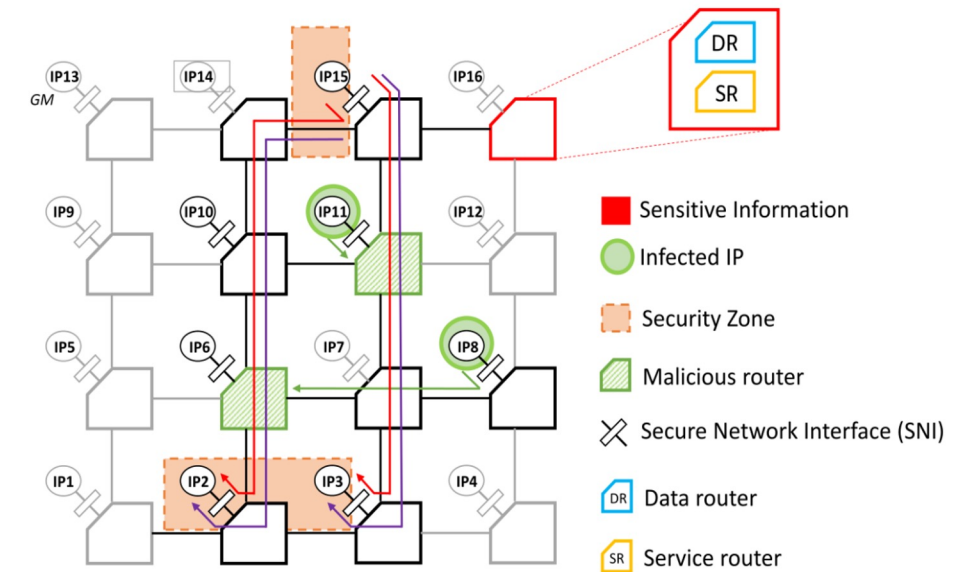 DR
SR
IP13
IP14
IP15
IP16
GM
IP9
IP10
IP11
IP12
Sensitive Information
Infected IP
Security Zone
IP5
IP6
IP7
IP8
Malicious router
Secure Network Interface (SNI)
IP1
IP2
IP3
IP4
DR Data router
SR Service router